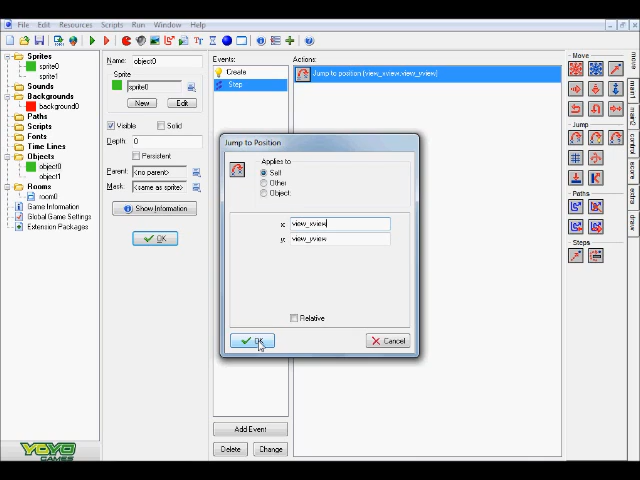 File Edit Resources Scripts Run Window Help
Sprites
sprite0
sprite1
Sounds
Backgrounds
background0
Paths
Scripts
Fonts
Time Lines
Objects
object0
object1
Rooms
room0
Game Information
Global Game Settings
Extension Packages
YOYO
GAMES
Name: object0
Sprite
sprite0
New Edit
Visible Solid
Depth: 0
Persistent
Parent: <no parent>
Mask: <same as sprite>
Show Information
OK
Events:
Create
Step
Add Event
Delete Change
Actions:
Jump to position (view_xview,view_yview)
Jump to Position
Applies to
Self
Other
Object:
x: view_xview
y: view_yview
Relative
OK Cancel
Move
Jump
Paths
Steps
move
main1
main2
control
score
extra
draw